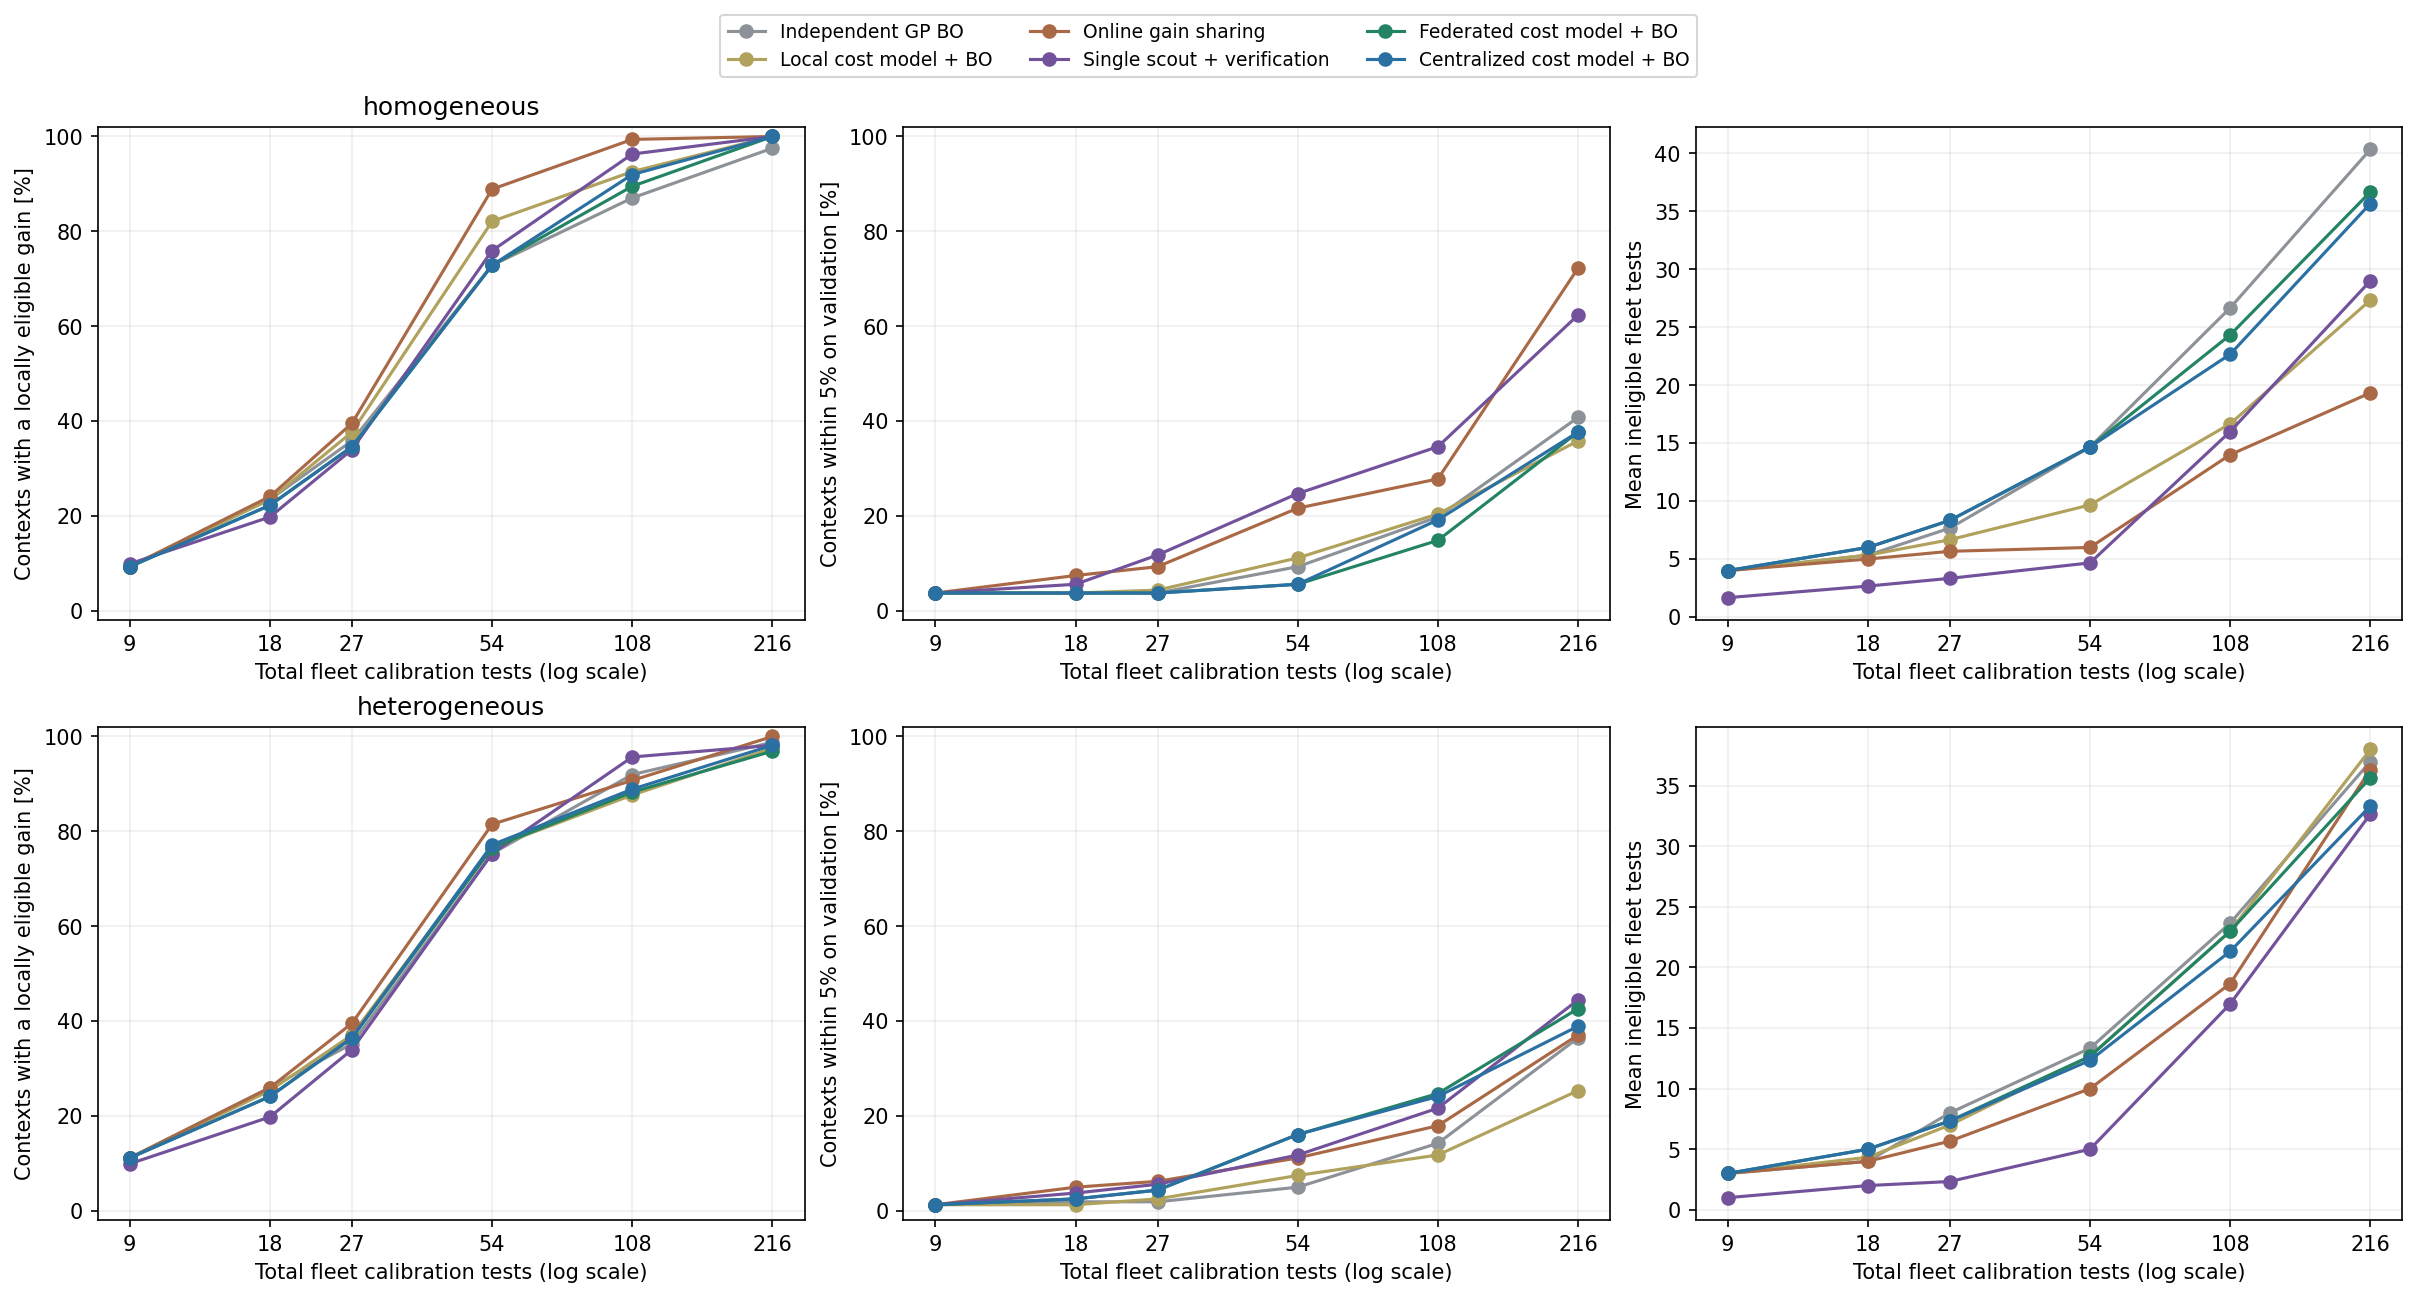 Independent GP BO
Local cost model + BO
Online gain sharing
Single scout + verification
Federated cost model + BO
Centralized cost model + BO
homogeneous
Contexts with a locally eligible gain [%]
100
80
60
40
20
0
9 18 27 54 108 216
Total fleet calibration tests (log scale)
Contexts within 5% on validation [%]
100
80
60
40
20
0
9 18 27 54 108 216
Total fleet calibration tests (log scale)
Mean ineligible fleet tests
40
35
30
25
20
15
10
5
0
9 18 27 54 108 216
Total fleet calibration tests (log scale)
heterogeneous
Contexts with a locally eligible gain [%]
100
80
60
40
20
0
9 18 27 54 108 216
Total fleet calibration tests (log scale)
Contexts within 5% on validation [%]
100
80
60
40
20
0
9 18 27 54 108 216
Total fleet calibration tests (log scale)
Mean ineligible fleet tests
35
30
25
20
15
10
5
0
9 18 27 54 108 216
Total fleet calibration tests (log scale)